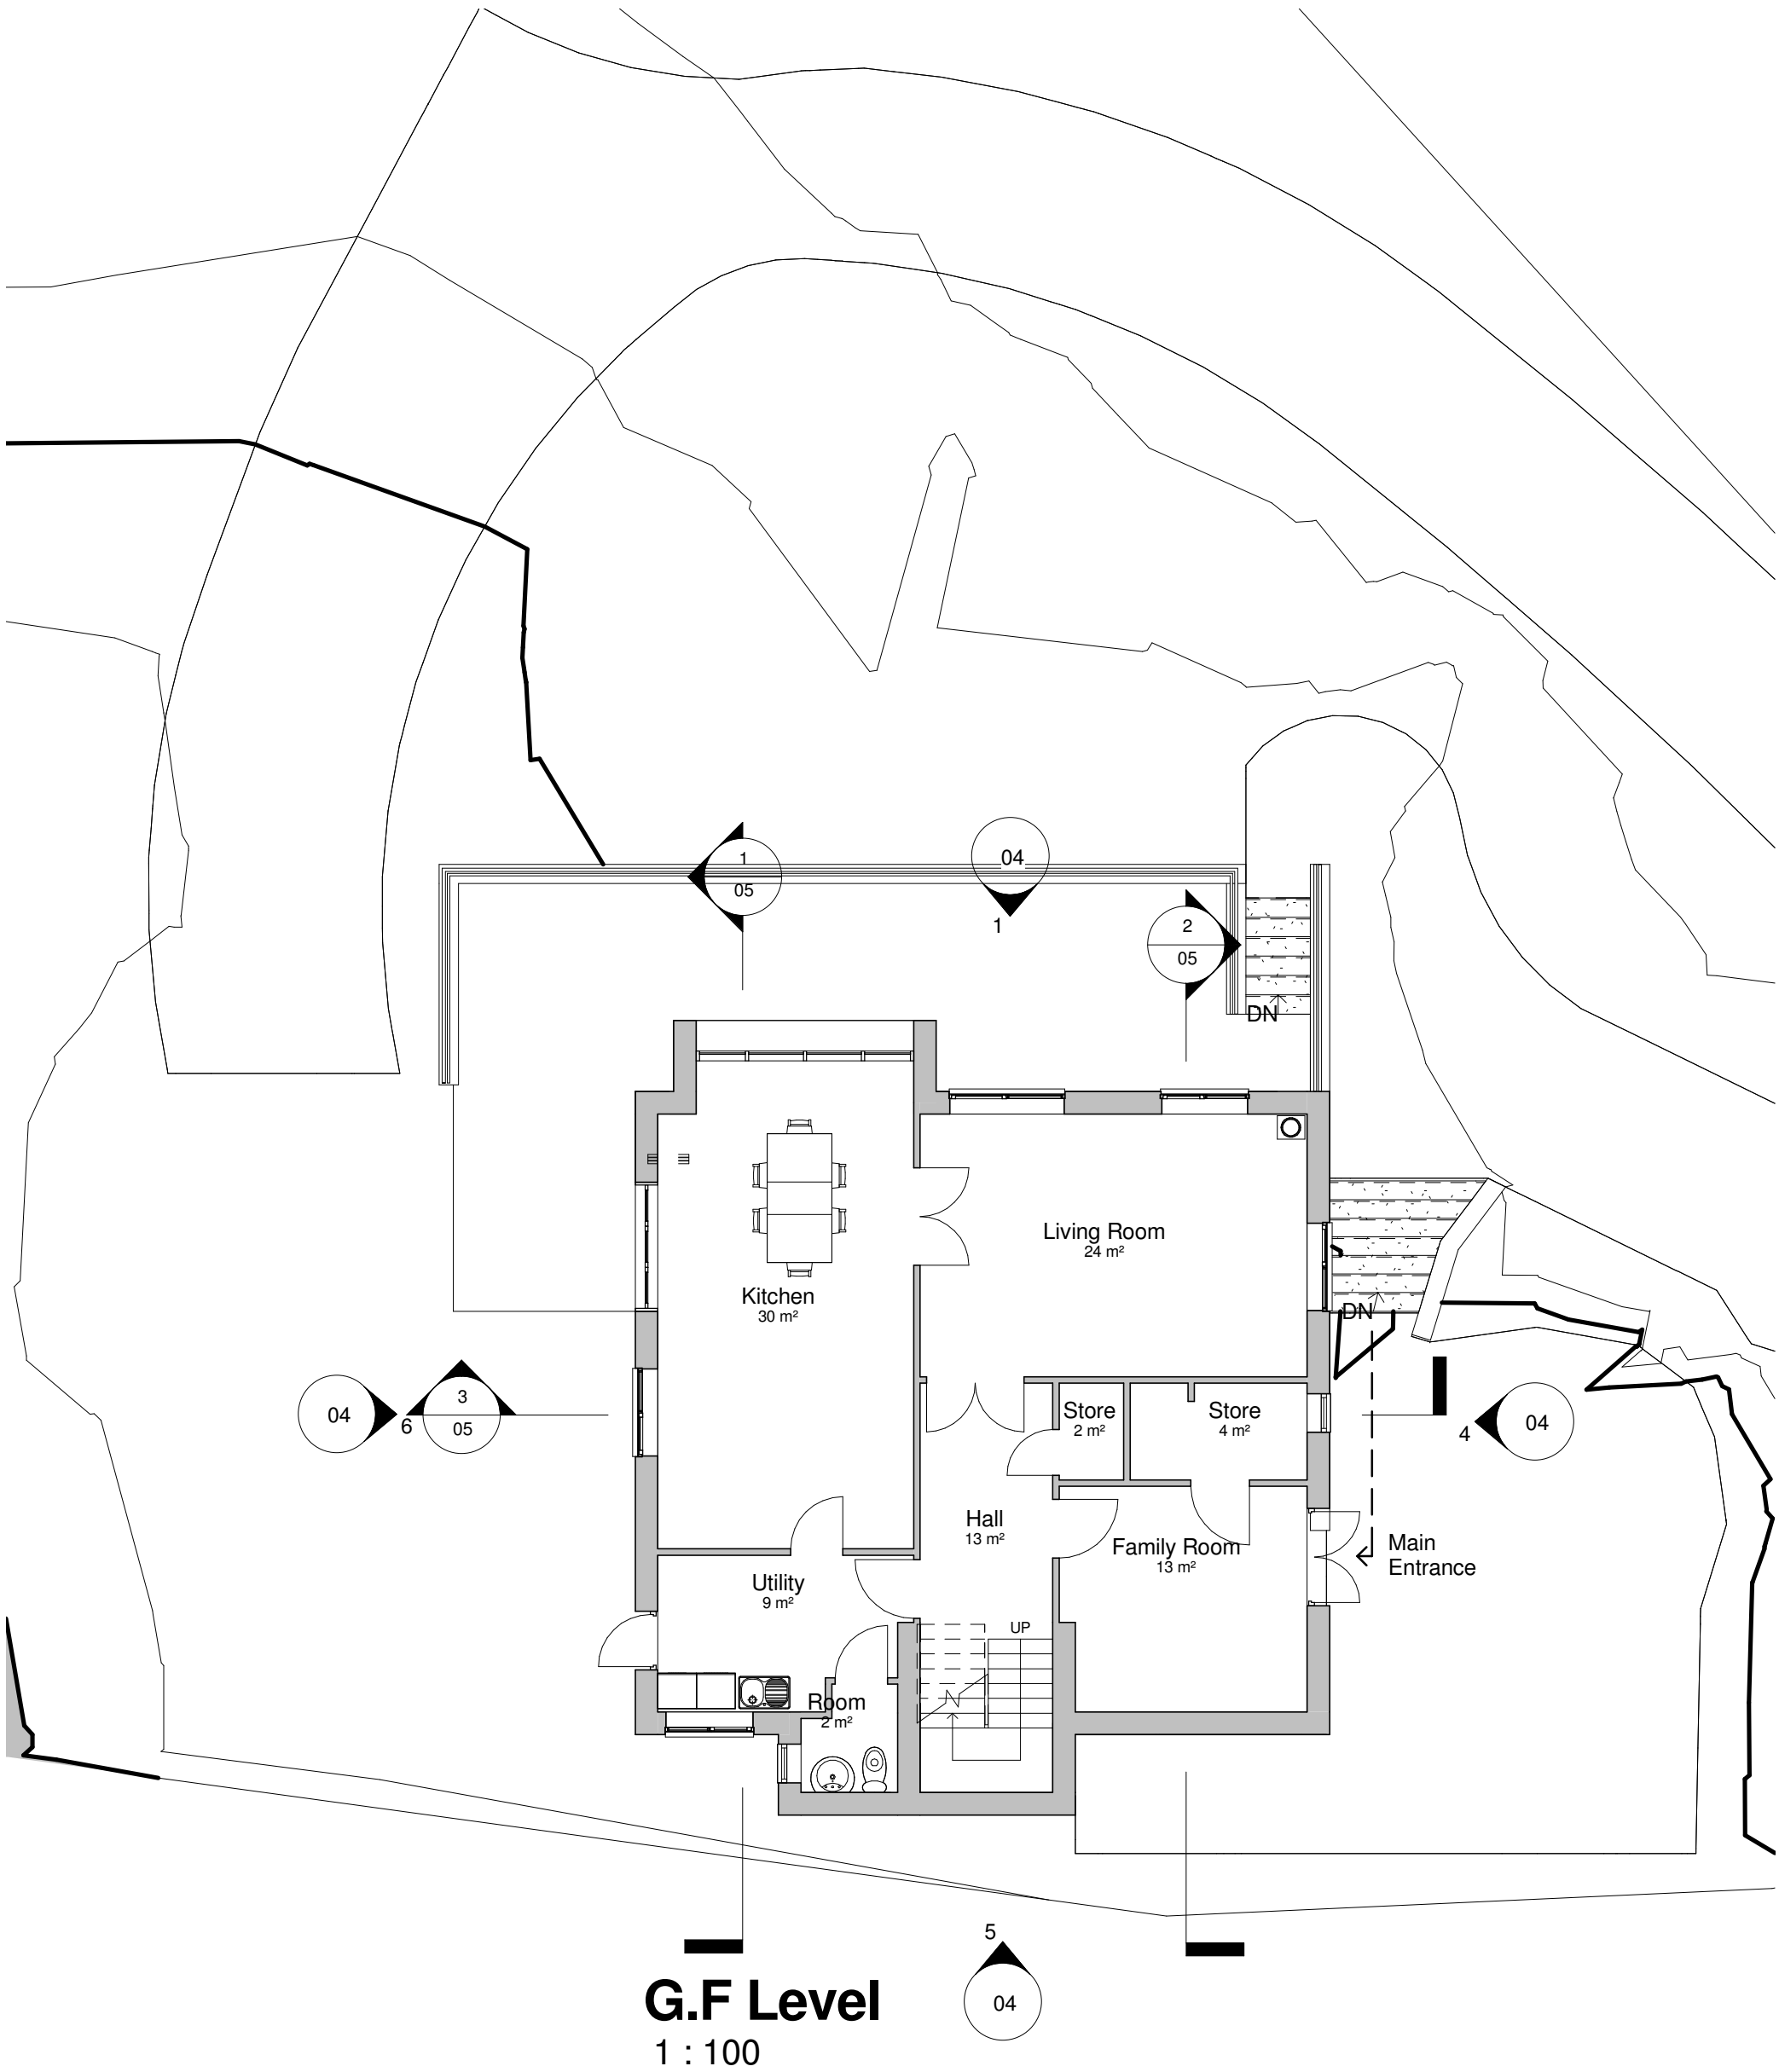 1
05
04
1
2
05
DN
Living Room
24 m²
Kitchen
30 m²
DN
04
6
3
05
Store
2 m²
Store
4 m²
4
04
Hall
13 m²
Family Room
13 m²
Main
Entrance
Utility
9 m²
UP
Room
2 m²
5
04
G.F Level
1 : 100